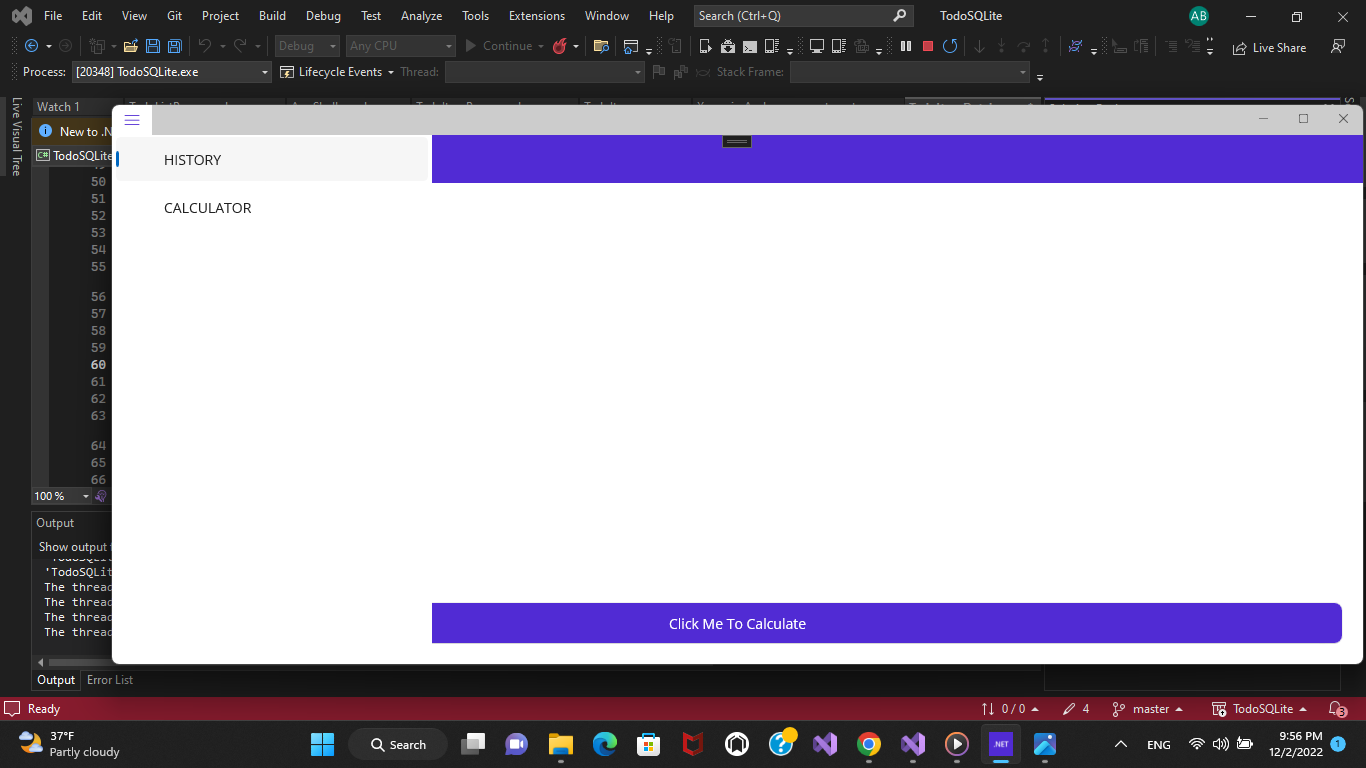 File Edit View Git Project Build Debug Test Analyze Tools Extensions Window Help Search (Ctrl+Q) TodoSQLite AB
Debug Any CPU Continue Live Share
Process: [20348] TodoSQLite.exe Lifecycle Events Thread: Stack Frame:
Live Visual Tree
Watch 1
New to .N
C# TodoSQLite
HISTORY
CALCULATOR
50
51
52
53
54
55
56
57
58
59
60
61
62
63
64
65
66
100 %
Click Me To Calculate
Output
Show output f
'TodoSQLit
The thread
The thread
The thread
The thread
Output Error List
Ready 0 / 0 4 master TodoSQLite 3
37°F
Partly cloudy
Search
.NET
ENG
9:56 PM
12/2/2022
1